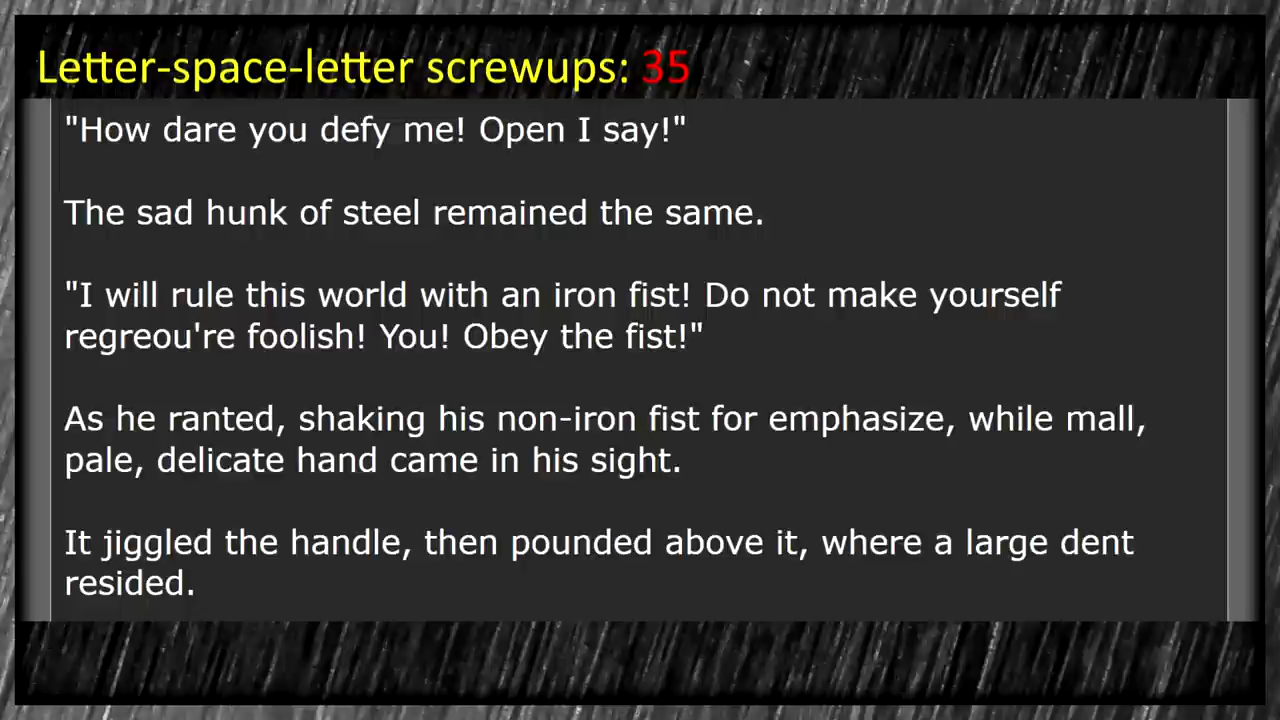 Letter-space-letter screwups: 35
"How dare you defy me! Open I say!"
The sad hunk of steel remained the same.
"I will rule this world with an iron fist! Do not make yourself
regreou're foolish! You! Obey the fist!"
As he ranted, shaking his non-iron fist for emphasize, while mall,
pale, delicate hand came in his sight.
It jiggled the handle, then pounded above it, where a large dent
resided.